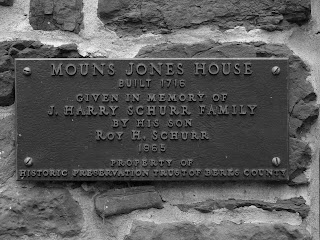 MOUNS JONES HOUSE
BUILT 1716
GIVEN IN MEMORY OF
J. HARRY SCHURR FAMILY
BY HIS SON
ROY H. SCHURR
1965
PROPERTY OF
HISTORIC PRESERVATION TRUST OF BERKS COUNTY